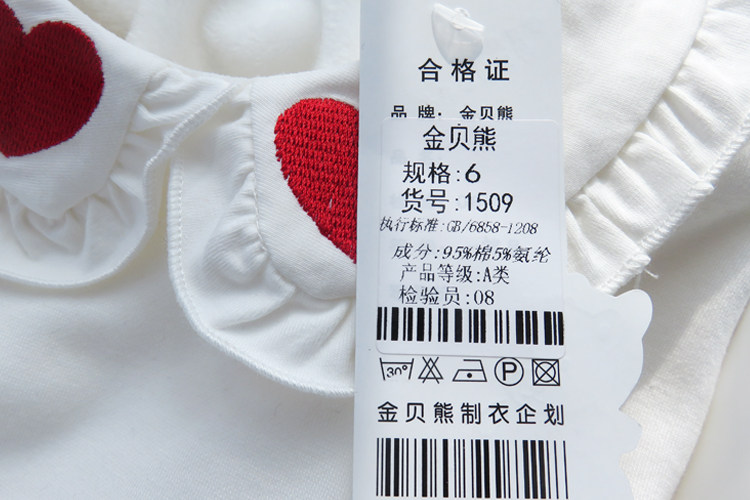 合格证
品牌：金贝熊
金贝熊
规格:6
货号:1509
执行标准:GB/6858-1208
成分:95%棉5%氨纶
产品等级:A类
检验员:08
30°
P
金贝熊制衣企划